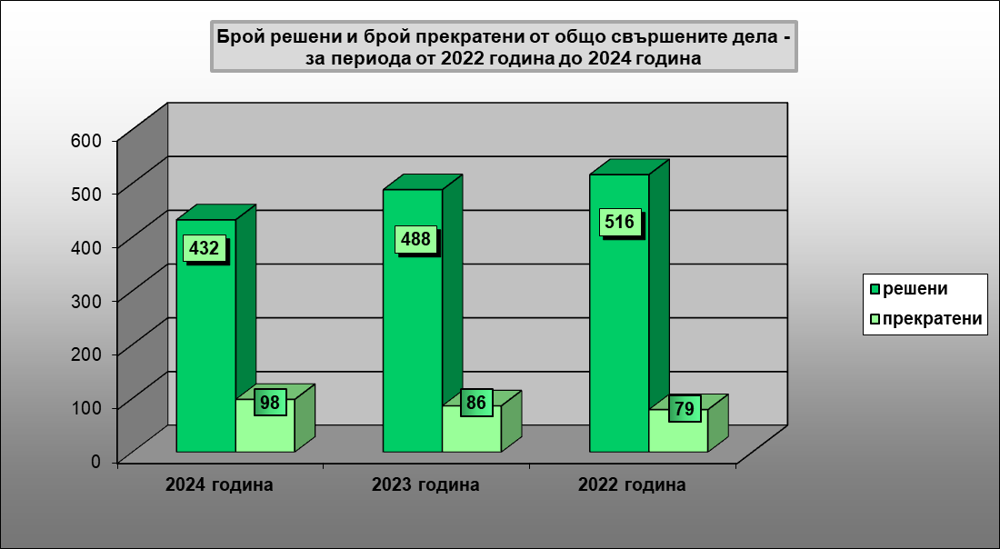 Брой решени и брой прекратени от общо свършените дела -
за периода от 2022 година до 2024 година
600
500
400
300
200
100
0
432
98
488
86
516
79
2024 година
2023 година
2022 година
решени
прекратени